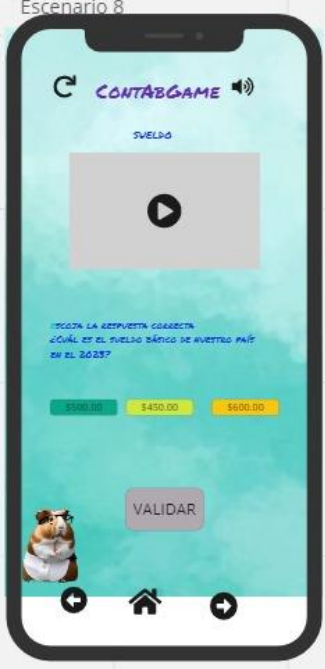 Escenario 8
CONTABGAME
SUELDO
ESCOJA LA RESPUESTA CORRECTA
¿CUÁL ES EL SUELDO BÁSICO DE NUESTRO PAÍS
EN EL 2023?
$500.00 $450.00 $600.00
VALIDAR